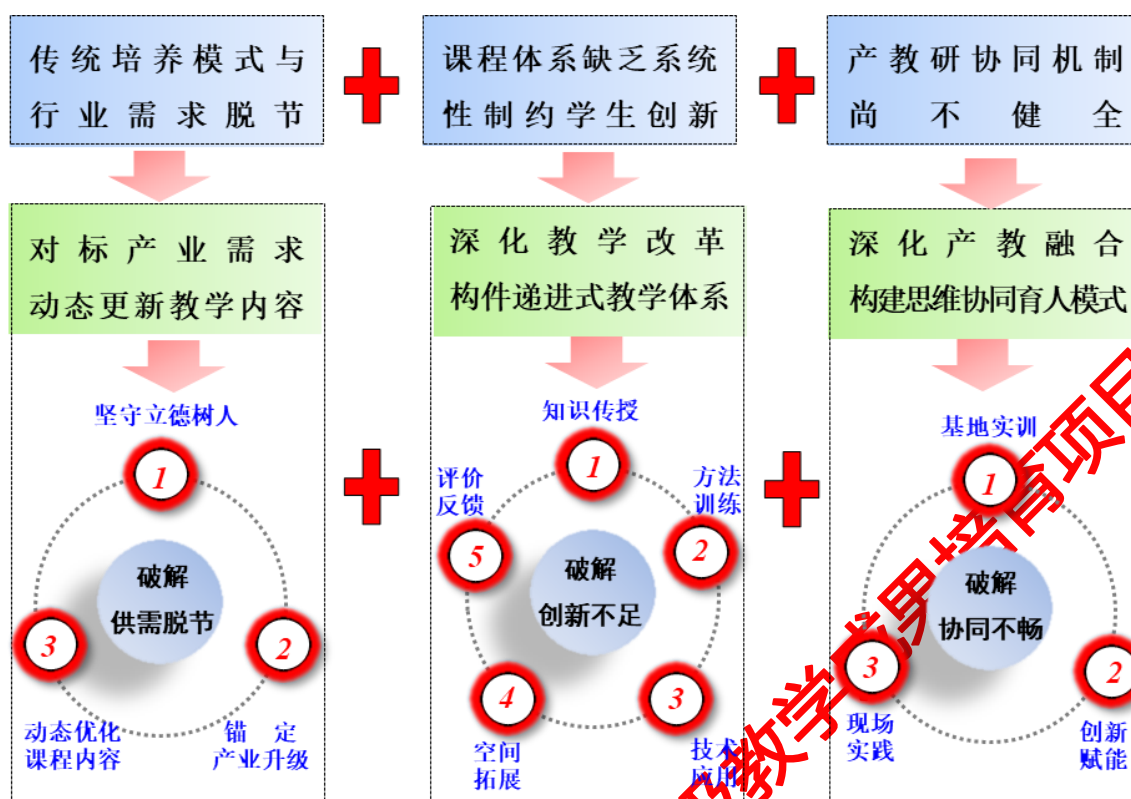 传统培养模式与
行业需求脱节
课程体系缺乏系统
性制约学生创新
产教研协同机制
尚不健全
对标产业需求
动态更新教学内容
深化教学改革
构件递进式教学体系
深化产教融合
构建思维协同育人模式
坚守立德树人
1
2
3
破解
供需脱节
锚定
产业升级
动态优化
课程内容
知识传授
1
方法
训练
2
3
技术
应用
4
空间
拓展
5
评价
反馈
破解
创新不足
基地实训
1
2
创新
赋能
3
现场
实践
破解
协同不畅
教学成果培育项目